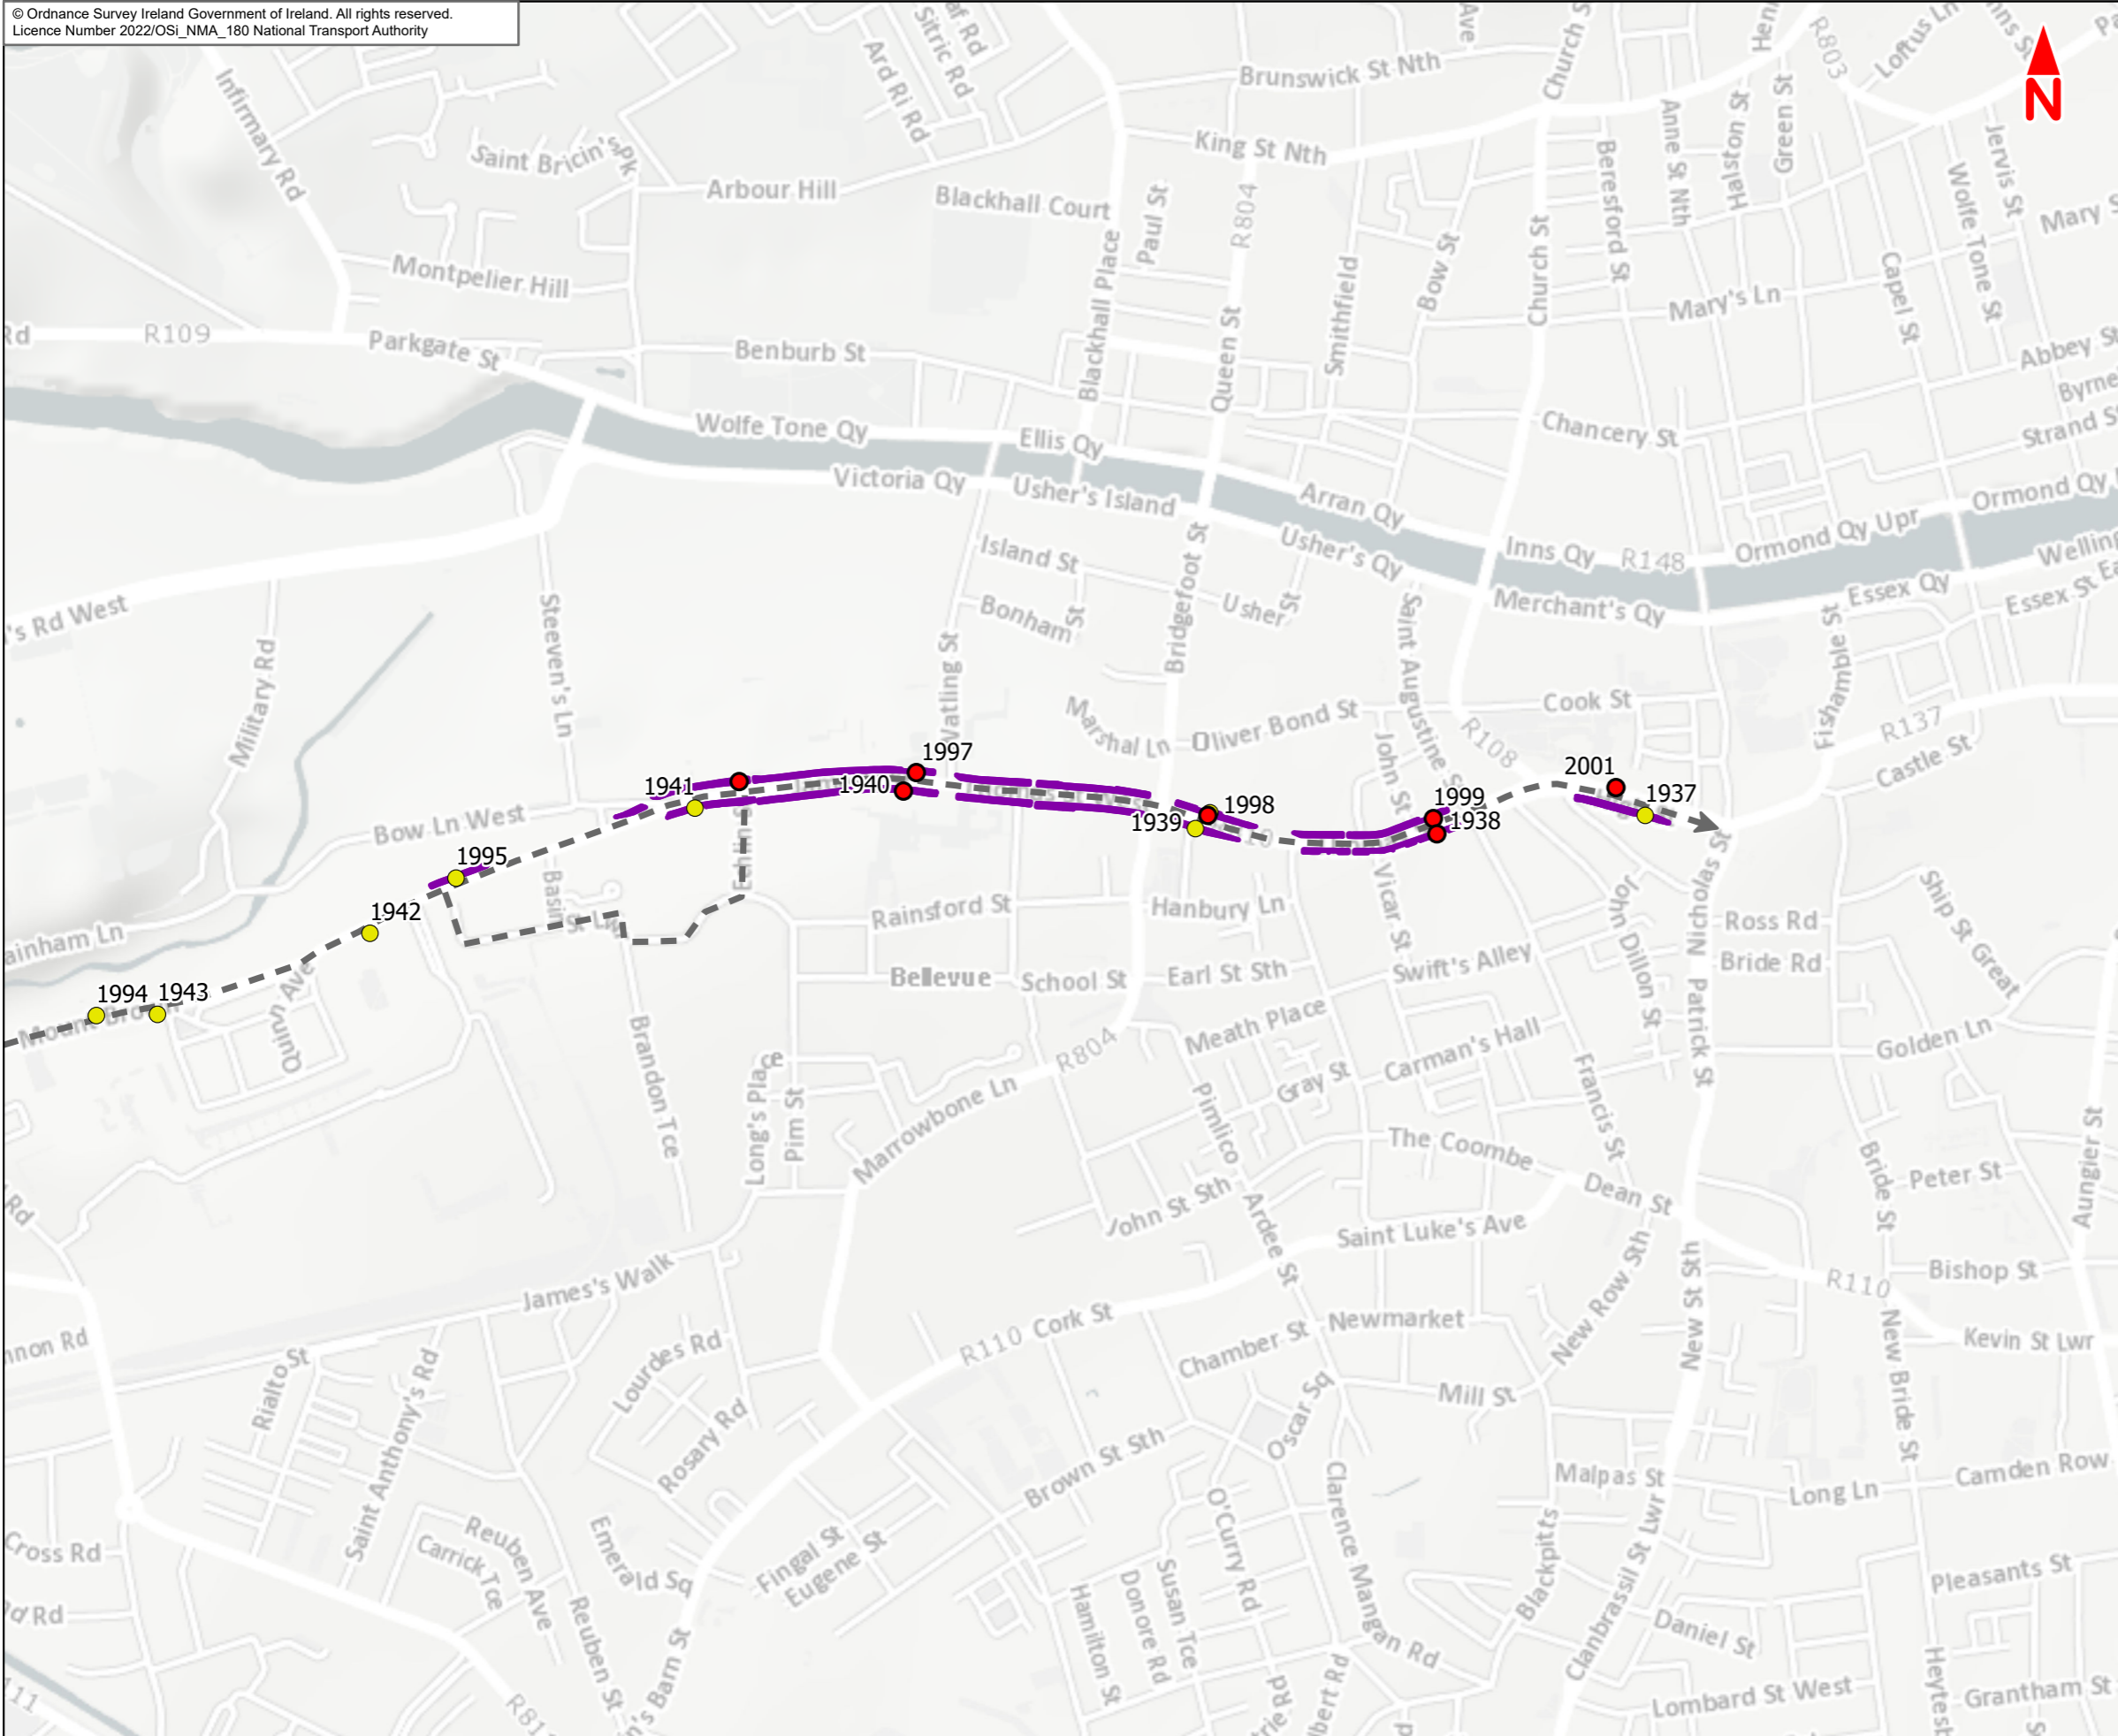 © Ordnance Survey Ireland Government of Ireland. All rights reserved.
Licence Number 2022/OSi_NMA_180 National Transport Authority
N
Infirmary Rd
Saint Bricin's Pk
Ard Ri Rd
Sitric Rd
Brunswick St Nth
Church St
R803
Loftus Ln
King St Nth
Arbour Hill
Blackhall Court
Paul St
R804
Beresford St
Anne St Nth
Halston St
Green St
Jervis St
Wolfe Tone St
Montpelier Hill
Blackhall Place
Queen St
Smithfield
Bow St
Church St
Mary's Ln
Capel St
R109
Parkgate St
Benburb St
Wolfe Tone Qy
Ellis Qy
Chancery St
Victoria Qy
Usher's Island
Arran Qy
Usher's Qy
Inns Qy
R148
Ormond Qy Upr
Ormond Qy
Merchant's Qy
Essex Qy
's Rd West
Military Rd
Steeven's Ln
Island St
Bonham St
Usher St
Watling St
Bridgefoot St
Saint Augustine St
Fishamble St
Cook St
Marshal Ln
Oliver Bond St
John St
R108
R137
Castle St
1997
2001
1941
1940
1937
1998
1999
1939
1938
Bow Ln West
Echlin St
1995
1942
1994
1943
Rainsford St
Hanbury Ln
Vicar St
John Dillon St
Nicholas St
Ross Rd
Bride Rd
Ship St Great
Mount Brown
Quinn Ave
Bellevue
School St
Earl St Sth
Swift's Alley
Patrick St
Golden Ln
Brandon Tce
Long's Place
Pim St
Marrowbone Ln
R804
Meath Place
Gray St
Carman's Hall
Francis St
Pimlico
The Coombe
Dean St
Bride St
Peter St
Aungier St
John St Sth
Ardee St
Saint Luke's Ave
New Row Sth
New St Sth
R110
Bishop St
James's Walk
R110
Cork St
Chamber St
Newmarket
Kevin St Lwr
Rialto St
Saint Anthony's Rd
Lourdes Rd
Rosary Rd
Mill St
New Bride St
Brown St Sth
Oscar Sq
Malpas St
Long Ln
Camden Row
Cross Rd
Carrick Tce
Reuben Ave
Emerald Sq
Fingal St
Eugene St
O'Curry Rd
Clarence Mangan Rd
Blackpitts
Clanbrassil St Lwr
Pleasants St
Reuben St
Hamilton St
Donore Rd
Susan Tce
Daniel St
Lombard St West
Grantham St